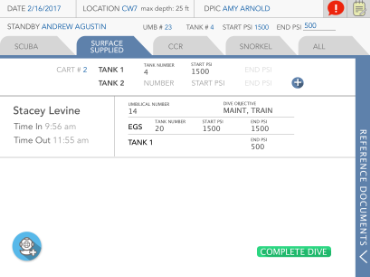 DATE 2/16/2017 LOCATION CW7 max depth: 25 ft DPIC AMY ARNOLD
STANDBY ANDREW AGUSTIN UMB # 23 TANK # 4 START PSI 1500 END PSI 500
SCUBA SURFACE SUPPLIED CCR SNORKEL ALL
CART # 2 TANK 1 TANK NUMBER 4 START PSI 1500 END PSI
TANK 2 NUMBER START PSI END PSI
Stacey Levine
Time In 9:56 am
Time Out 11:55 am
UMBILICAL NUMBER DIVE OBJECTIVE
14 MAINT, TRAIN
TANK NUMBER START PSI END PSI
EGS 20 1500 1500
END PSI
TANK 1 500
COMPLETE DIVE
REFERENCE DOCUMENTS